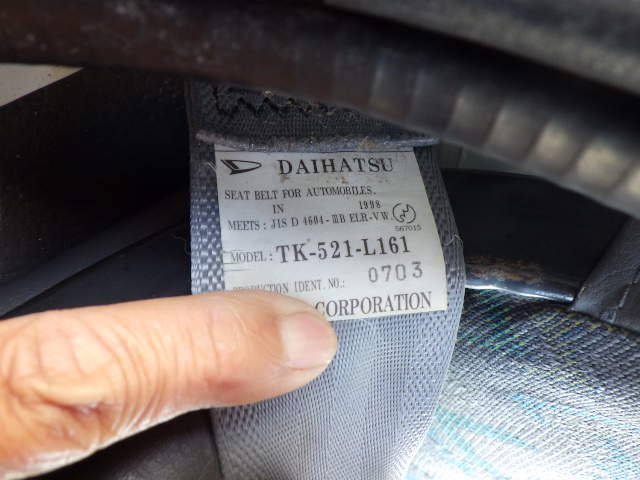 DAIHATSU
SEAT BELT FOR AUTOMOBILES.
IN 1998
MEETS: JIS D 4604-ⅢB ELR-VW.
567015
MODEL: TK-521-L161
PRODUCTION IDENT. NO.: 0703
CORPORATION